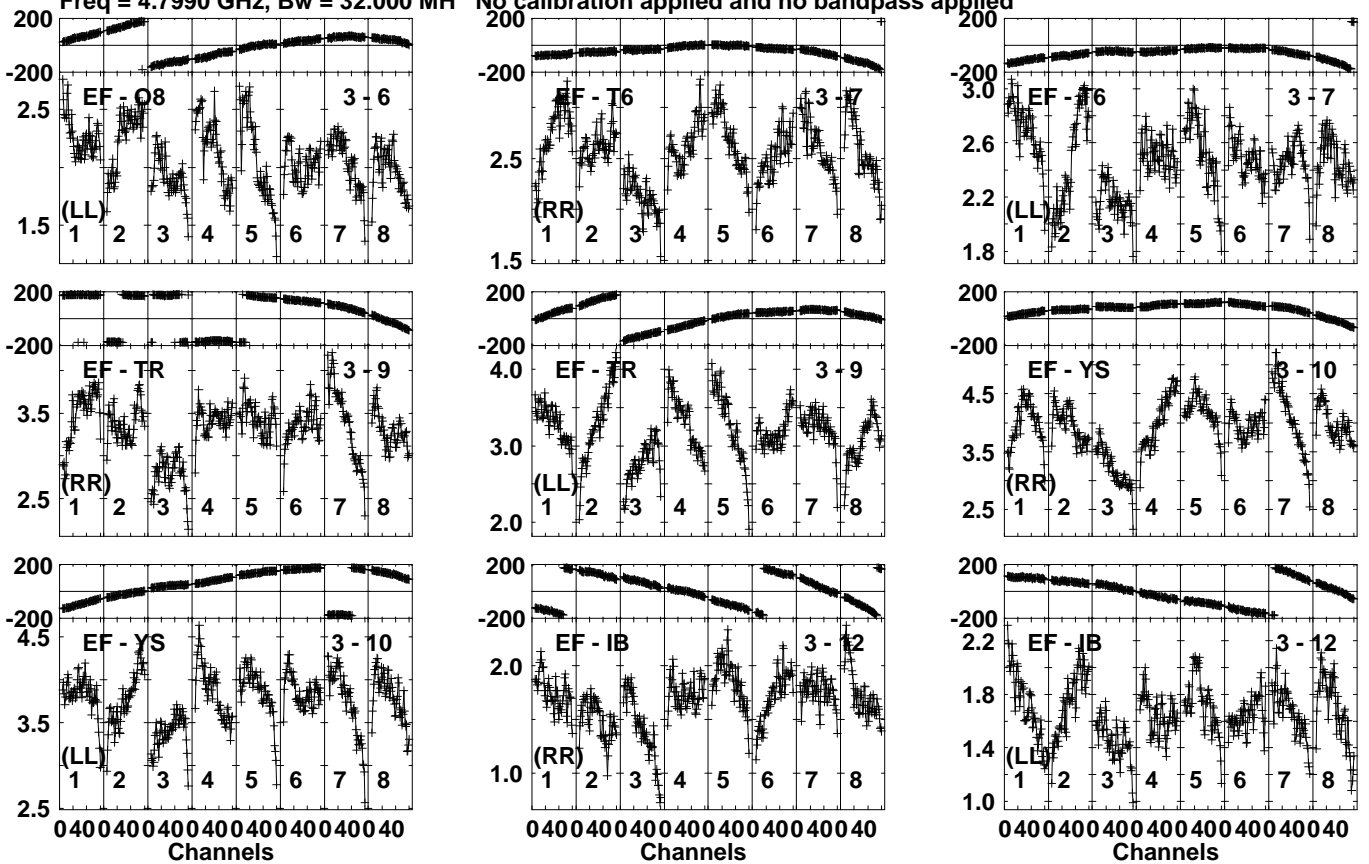 Freq = 4.7990 GHz, Bw = 32.000 MH No calibration applied and no bandpass applied
200 200 200
-200 -200 -200
EF - O8 3 - 6 EF - T6 3 - 7 EF - T6 3 - 7
2.5 3.0
2.5 2.6
2.2
(LL) (RR) (LL)
1.5 1 2 3 4 5 6 7 8 1 2 3 4 5 6 7 8 1 2 3 4 5 6 7 8
1.5 1.8
200 200 200
-200 -200 -200
EF - TR 3 - 9 EF - TR 3 - 9 EF - YS 3 - 10
4.0 4.5
3.5 3.0 3.5
(RR) (LL) (RR)
2.5 1 2 3 4 5 6 7 8 1 2 3 4 5 6 7 8 2.5 1 2 3 4 5 6 7 8
2.0
200 200 200
-200 -200 -200
EF - YS 3 - 10 EF - IB 3 - 12 EF - IB 3 - 12
4.5 2.0 2.2
3.5 1.8
(LL) (RR) (LL) 1.4
1 2 3 4 5 6 7 8 1.0 1 2 3 4 5 6 7 8 1 2 3 4 5 6 7 8
2.5 1.0
0 40 0 40 0 40 0 40 0 40 0 40 0 40 0 40 0 40 0 40 0 40 0 40 0 40 0 40 0 40 0 40 0 40 0 40 0 40 0 40 0 40 0 40 0 40 0 40
Channels Channels Channels